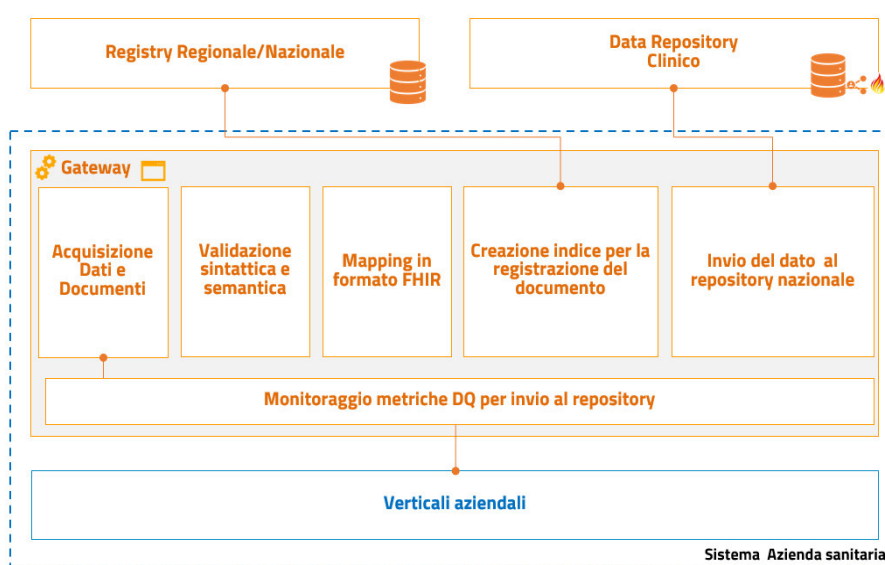 Registry Regionale/Nazionale
Data Repository
Clinico
Gateway
Acquisizione
Dati e
Documenti
Validazione
sintattica e
semantica
Mapping in
formato FHIR
Creazione indice per la
registrazione del
documento
Invio del dato al
repository nazionale
Monitoraggio metriche DQ per invio al repository
Verticali aziendali
Sistema Azienda sanitaria